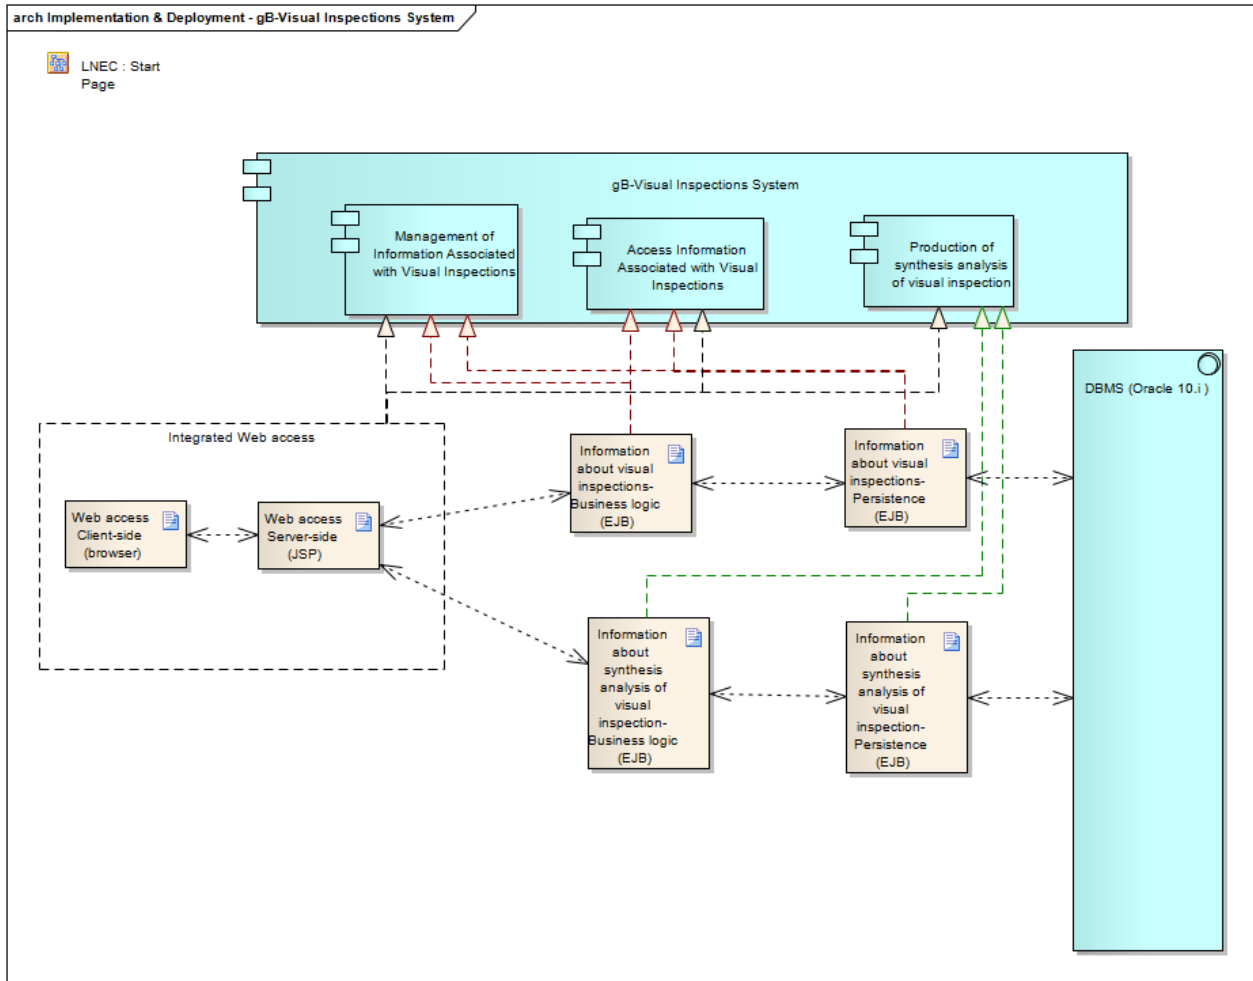 arch Implementation & Deployment - gB-Visual Inspections System
LNEC : Start
Page
gB-Visual Inspections System
Management of
Information Associated
with Visual Inspections
Access Information
Associated with Visual
Inspections
Production of
synthesis analysis
of visual inspection
DBMS (Oracle 10.i )
Integrated Web access
Web access
Client-side
(browser)
Web access
Server-side
(JSP)
Information
about visual
inspections-
Business logic
(EJB)
Information
about visual
inspections-
Persistence
(EJB)
Information
about
synthesis
analysis of
visual
inspection-
Business logic
(EJB)
Information
about
synthesis
analysis of
visual
inspection-
Persistence
(EJB)